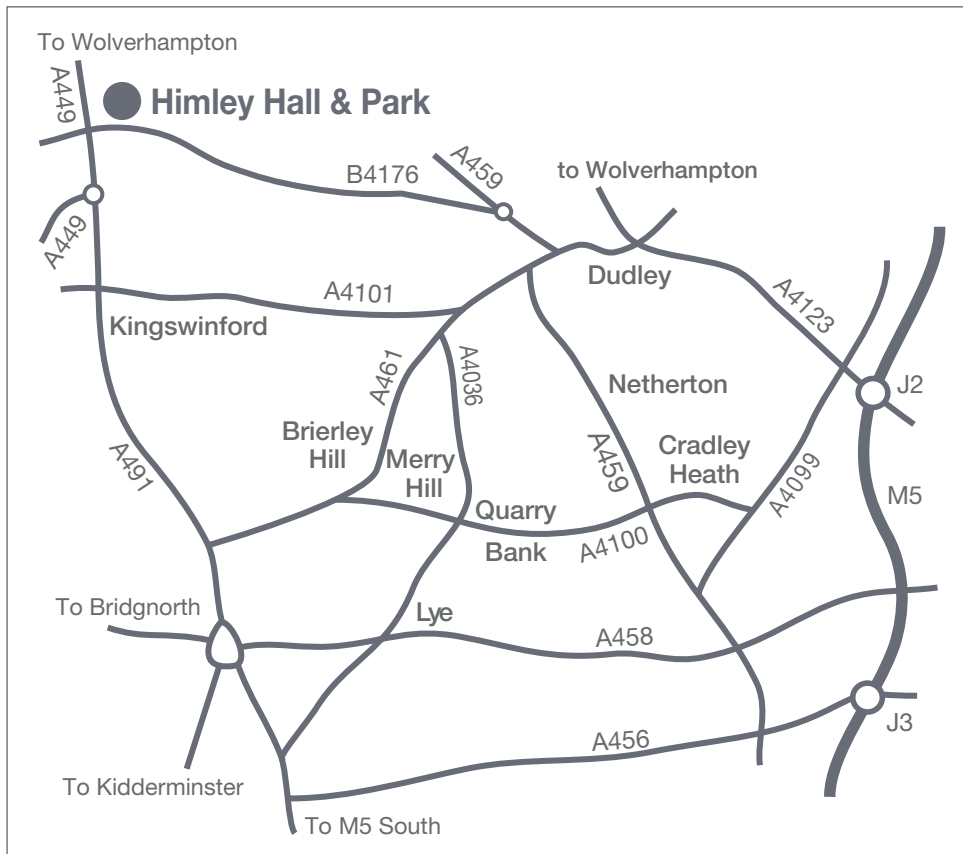 To Wolverhampton
A449
Himley Hall & Park
B4176
A459
to Wolverhampton
A449
Dudley
A4101
Kingswinford
A4123
A461
A4036
Netherton
J2
Brierley
Hill
Merry
Hill
A459
Cradley
Heath
A4099
A491
M5
Quarry
Bank
A4100
To Bridgnorth
Lye
A458
J3
A456
To Kidderminster
To M5 South